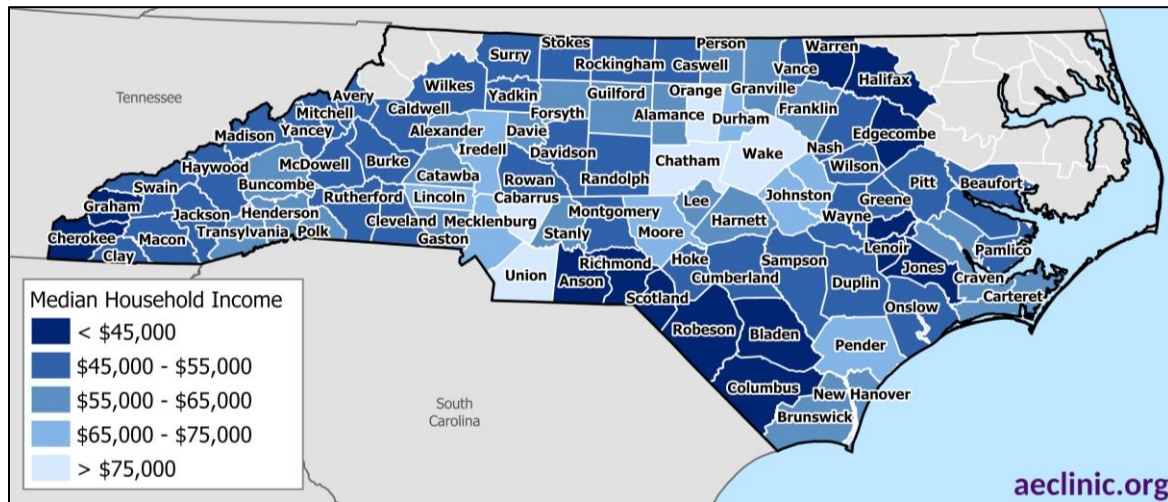 Tennessee
South
Carolina
Stokes
Surry
Rockingham
Caswell
Person
Warren
Vance
Granville
Halifax
Avery
Wilkes
Yadkin
Forsyth
Guilford
Orange
Durham
Franklin
Mitchell
Caldwell
Alamance
Edgecombe
Yancey
Alexander
Davie
Madison
Iredell
Nash
McDowell
Burke
Davidson
Wake
Wilson
Haywood
Catawba
Chatham
Pitt
Beaufort
Swain
Buncombe
Rowan
Randolph
Johnston
Greene
Rutherford
Lincoln
Cabarrus
Lee
Graham
Jackson
Henderson
Cleveland
Mecklenburg
Montgomery
Harnett
Wayne
Transylvania
Polk
Stanly
Moore
Cherokee
Macon
Gaston
Lenoir
Pamlico
Clay
Richmond
Hoke
Sampson
Jones
Craven
Union
Anson
Cumberland
Duplin
Carteret
Scotland
Onslow
Robeson
Bladen
Pender
Columbus
New Hanover
Brunswick
Median Household Income
< $45,000
$45,000 - $55,000
$55,000 - $65,000
$65,000 - $75,000
> $75,000
aeclinic.org